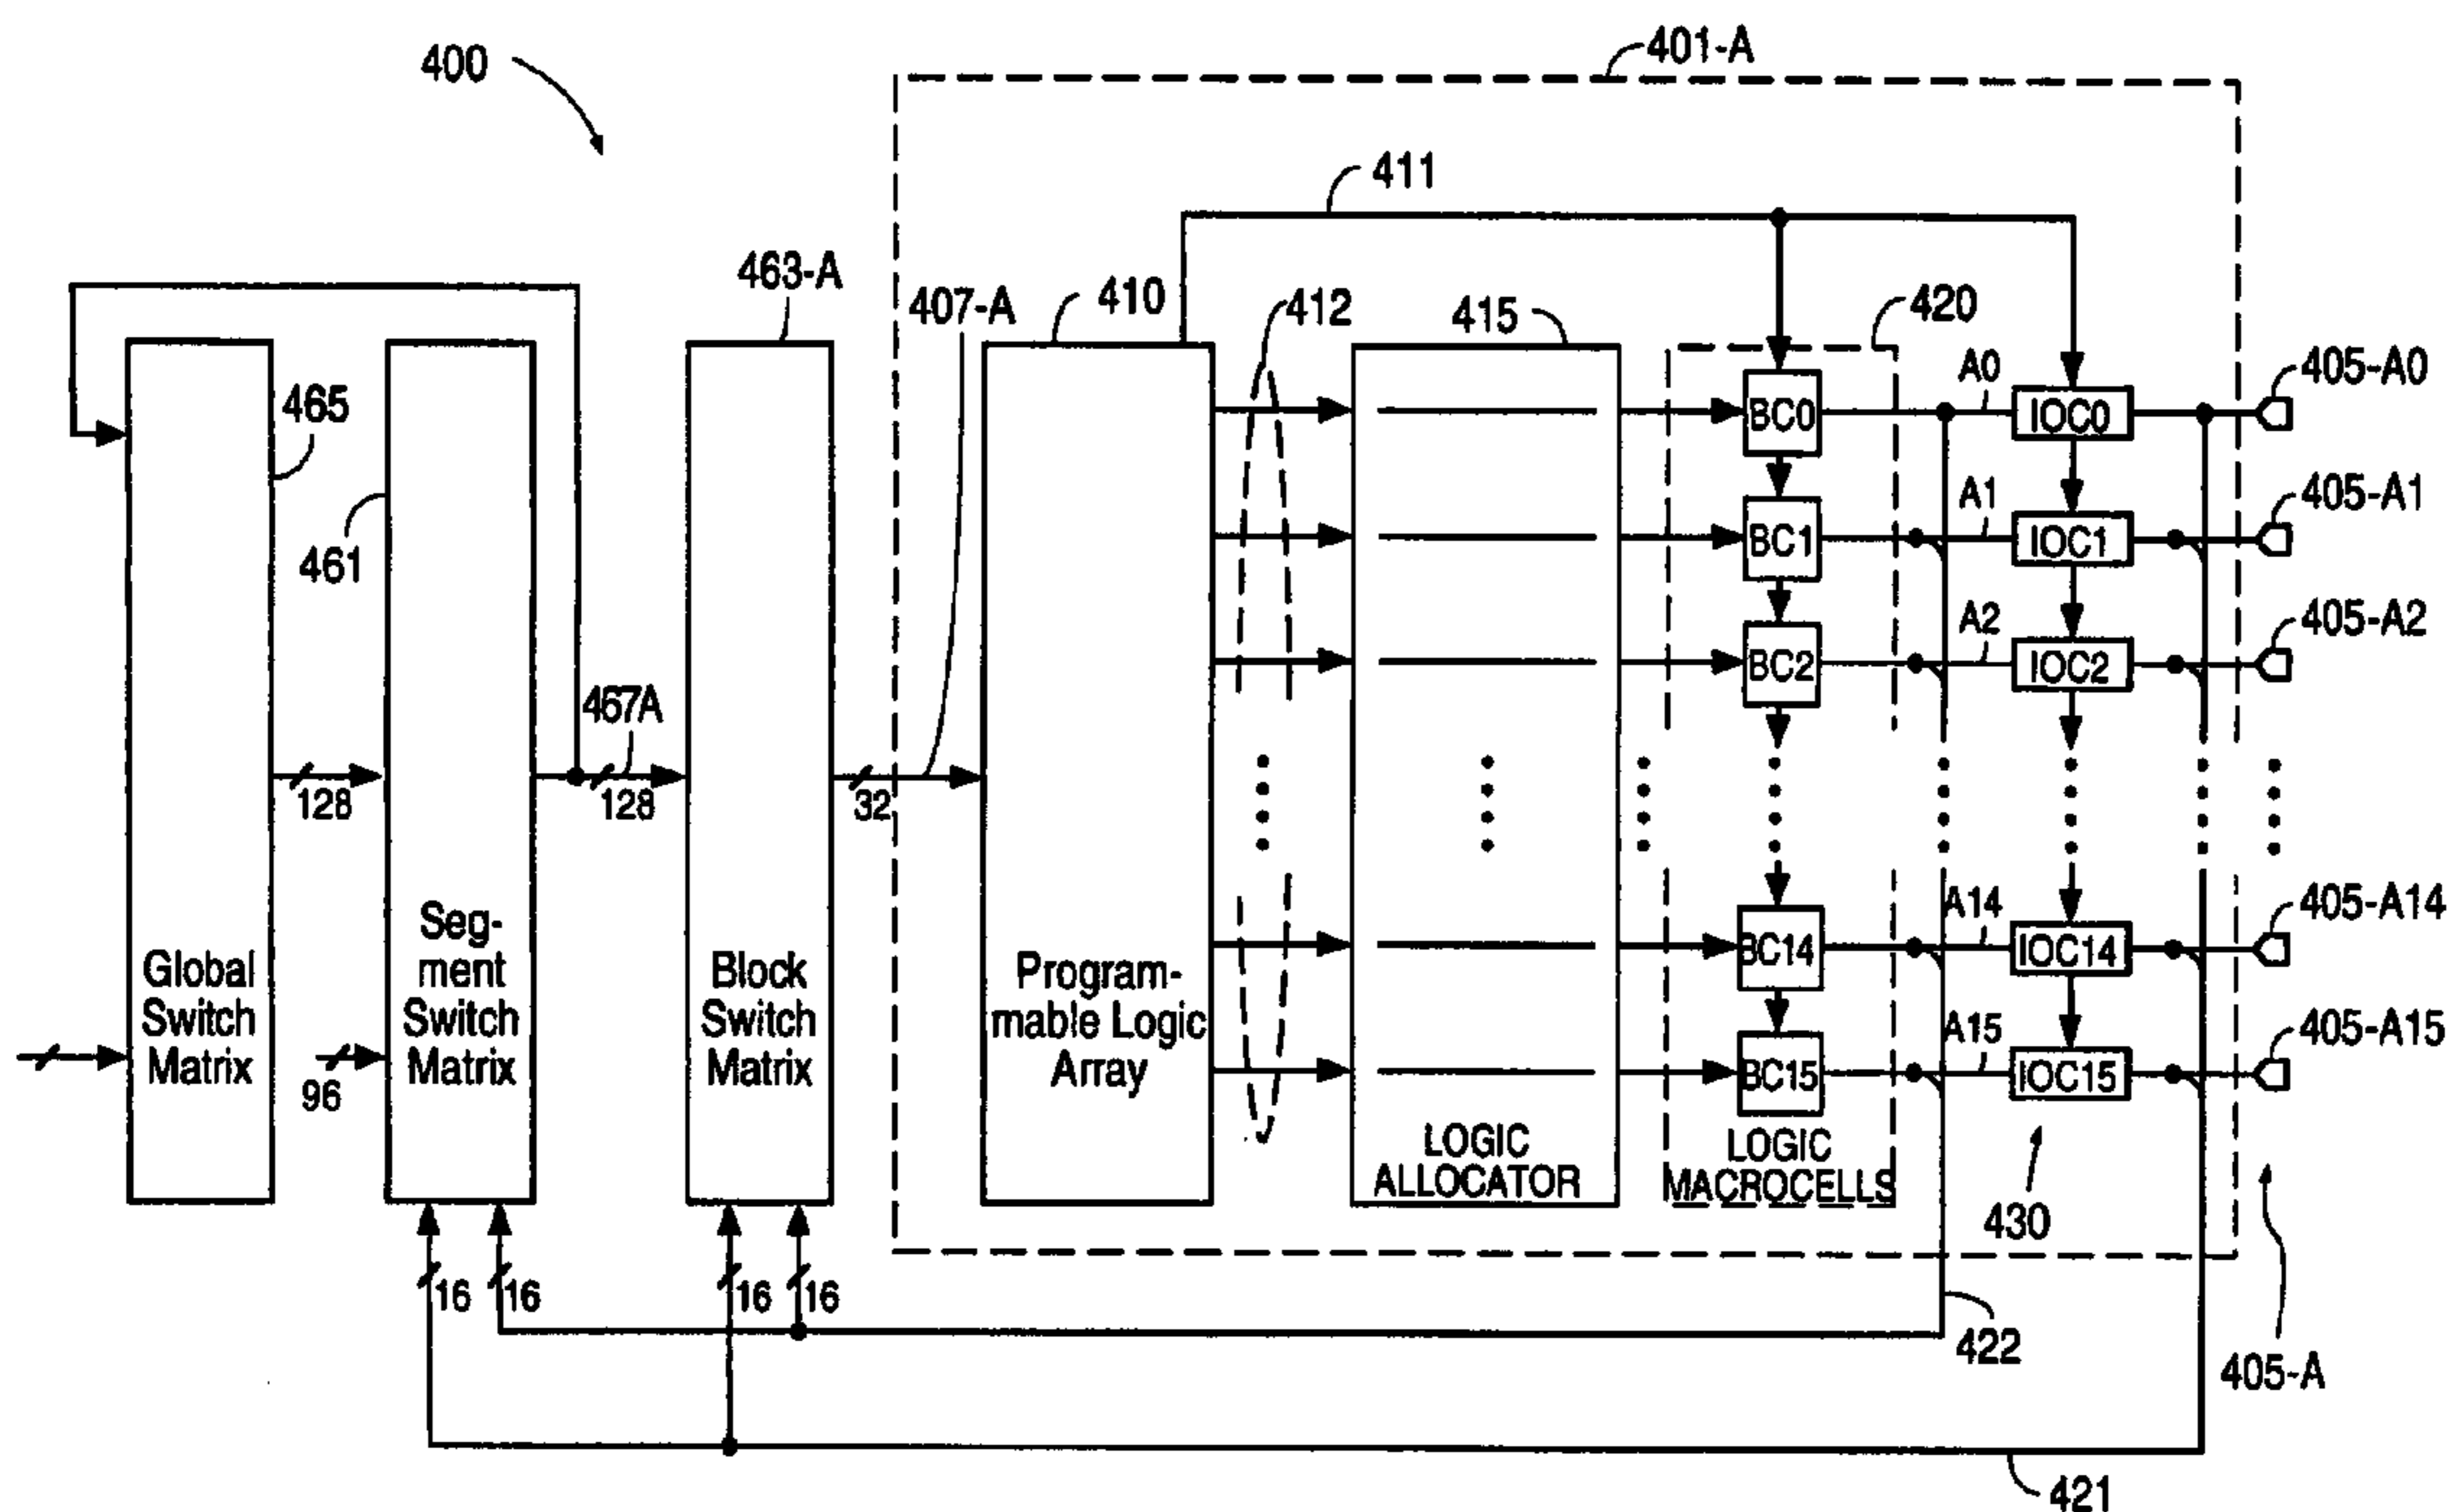 400
401-A
411
463-A
407-A
410
412
415
420
465
461
467A
A0
A1
A2
A14
A15
BC0
BC1
BC2
BC14
BC15
IOC0
IOC1
IOC2
IOC14
IOC15
405-A0
405-A1
405-A2
405-A14
405-A15
128
128
32
96
Global
Switch
Matrix
Seg-
ment
Switch
Matrix
Block
Switch
Matrix
Program-
mable Logic
Array
LOGIC
ALLOCATOR
LOGIC
MACROCELLS
430
16
16
16
16
422
405-A
421